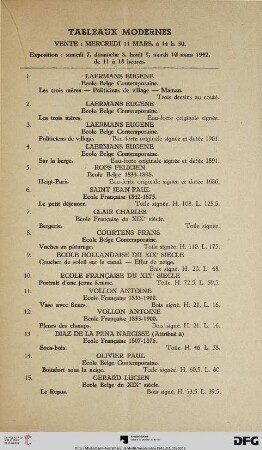 TABLEAUX MODERNES
VENTE : MERCREDI 11 MARS, à 14 h. 30.
Exposition : samedi 7, dimanche 8, lundi 9, mardi 10 mars 1942,
de 11 à 18 heures.
1. LAERMANS EUGENE
Ecole Belge Contemporaine.
Les trois mères — Politiciens de village — Maman.
Trois dessins au
2. LAERMANS EUGENE
Ecole Belge Contemporaine.
Les trois mères. Eau-forte originale signée.
3. LAERMANS EUGENE
Ecole Belge Contemporaine.
Politiciens de village. Eau-forte originale signée et datée
4. LAERMANS EUGENE
Ecole Belge Contemporaine.
Sur la berge. Eau-forte originale signée et datée 1891.
5. ROPS FELICIEN
Ecole Belge 1833-1898.
Eau-forte originale signée et datée
6. SAINT JEAN PAUL
Ecole Française 1842-1875.
Le petit déjeuner. Toile signée. H. 108. L. 125.5.
7. CLAIR CHARLES
Ecole Française du XIXe siècle.
Bergerie. Toile signée.
8. COURTENS FRANS
Ecole Belge Contemporaine.
Vaches au pâturage. Toile signée. H. 110. L. 175.
9. ECOLE HOLLANDAISE DU XIXe SIECLE
Coucher de soleil sur le canal. — Effet de neige.
Bois signé. H. 20. L. 48.
10. ECOLE FRANÇAISE DU XIXe SIECLE
Portrait d'une jeune femme. Toile. H. 72.5. L. 59.5.
11. VOLLON ANTOINE
Ecole Française 1833-1900.
Vase avec fleurs. Bois signé. H. 21. L. 16.
12. VOLLON ANTOINE
Ecole Française 1833-1900.
Fleurs des champs. Bois signé. H. 21. L. 16.
13. DIAZ DE LA PENA NARCISSE (Attribué à)
Ecole Française 1807-1876.
Sous-bois. Toile. H. 46. L. 38.
14. OLIVIER PAUL
Ecole Belge Contemporaine.
Boitsfort sous la neige. Toile signée. H. 60.5. L. 80
15. GERARD LUCIEN
Ecole Belge du XIXe siècle.
Le Repos. Bois signé. H. 53.5. L. 39.5.
DFG